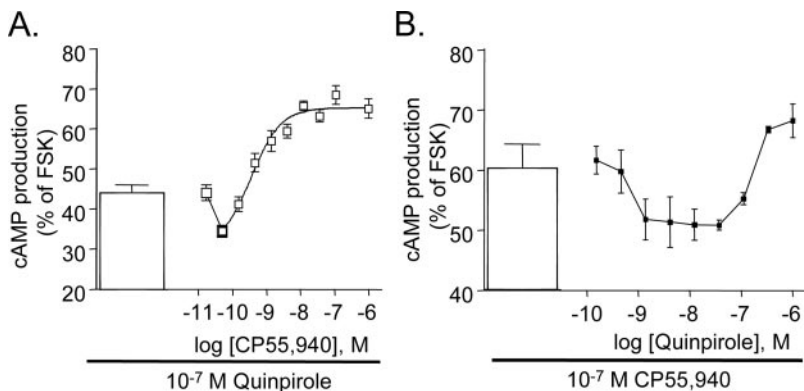 A.
80
70
60
50
40
30
20
cAMP production
(% of FSK)
-11 -10 -9 -8 -7 -6
log [CP55,940], M
10-7 M Quinpirole
B.
80
70
60
50
40
cAMP production
(% of FSK)
-10 -9 -8 -7 -6
log [Quinpirole], M
10-7 M CP55,940